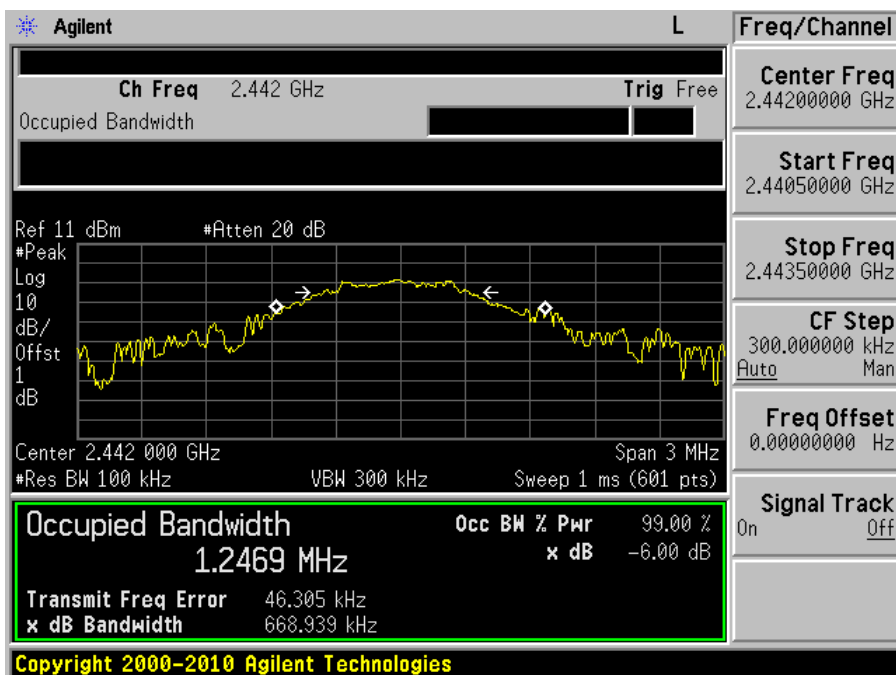 Agilent
L
Freq/Channel
Ch Freq 2.442 GHz
Trig Free
Occupied Bandwidth
Center Freq
2.44200000 GHz
Start Freq
2.44050000 GHz
Stop Freq
2.44350000 GHz
CF Step
300.000000 kHz
Auto Man
Freq Offset
0.00000000 Hz
Signal Track
On Off
Ref 11 dBm #Atten 20 dB
#Peak
Log
10
dB/
Offst
1
dB
Center 2.442 000 GHz Span 3 MHz
#Res BW 100 kHz VBW 300 kHz Sweep 1 ms (601 pts)
Occupied Bandwidth
1.2469 MHz
Occ BW % Pwr 99.00 %
x dB -6.00 dB
Transmit Freq Error 46.305 kHz
x dB Bandwidth 668.939 kHz
Copyright 2000-2010 Agilent Technologies